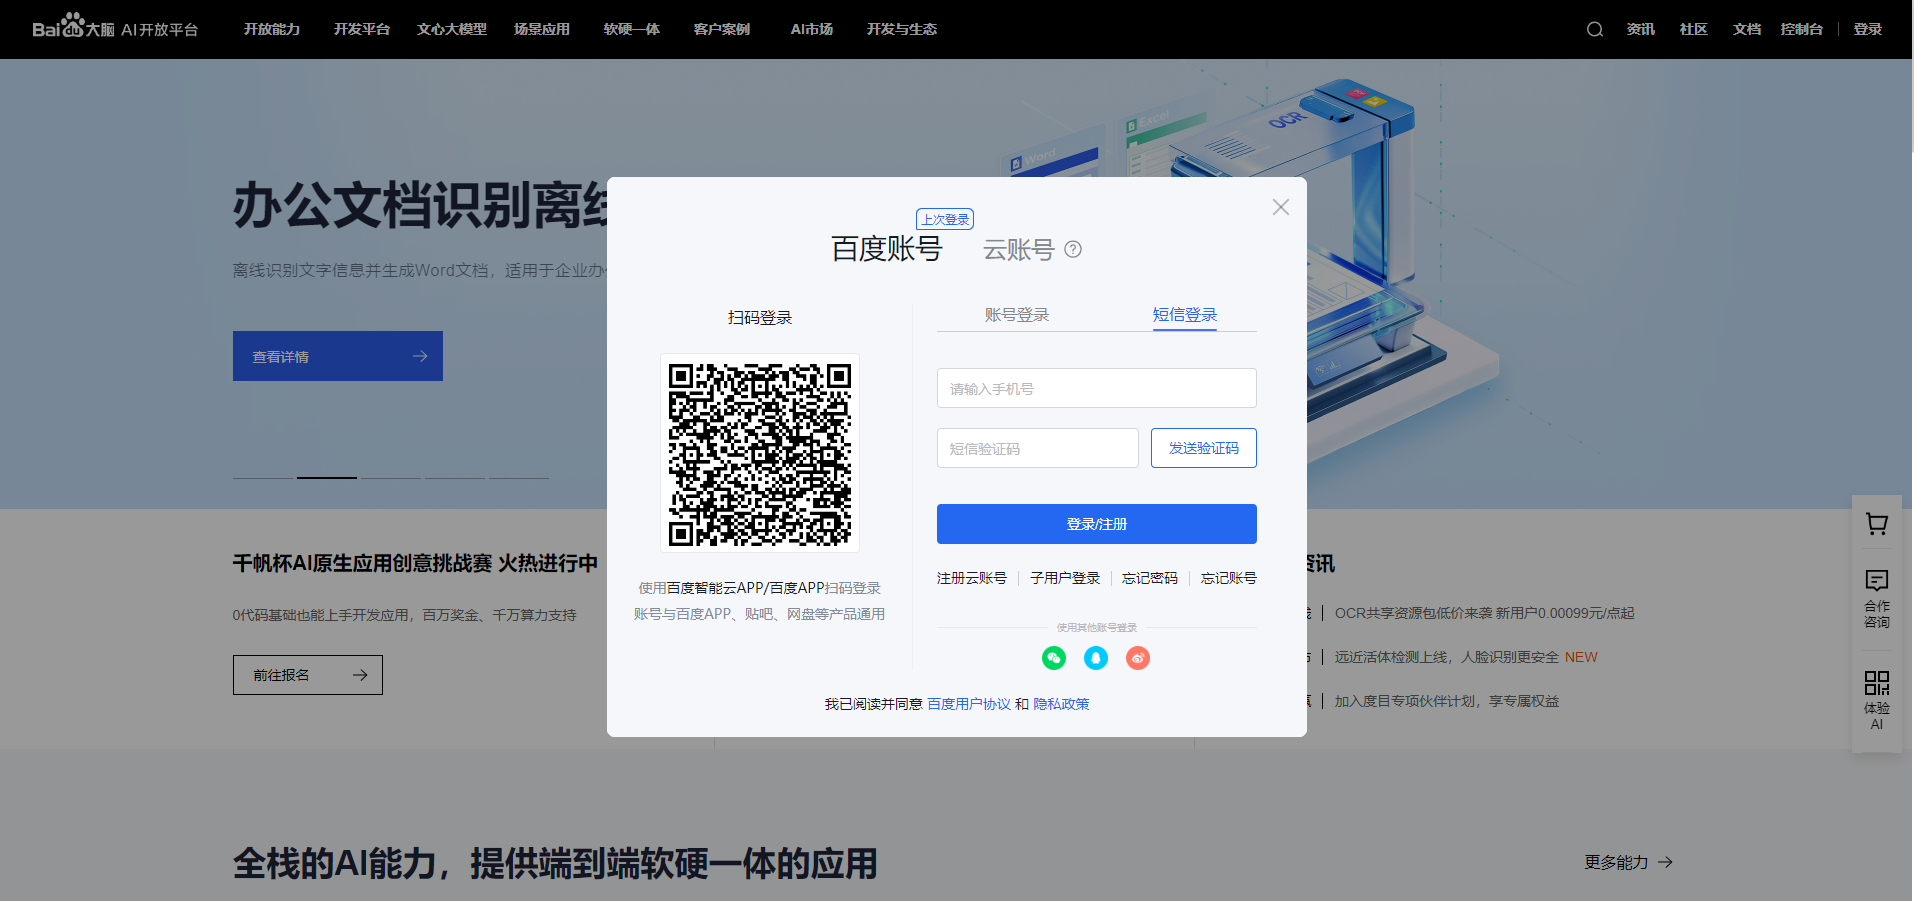 Baidu大脑 AI开放平台
开放能力 开发平台 文心大模型 场景应用 软硬一体 客户案例 AI市场 开发与生态
资讯 社区 文档 控制台 登录
Word
Excel
OCR
办公文档识别离线
离线识别文字信息并生成Word文档，适用于企业办
查看详情
上次登录
百度账号 云账号 ?
扫码登录
使用百度智能云APP/百度APP扫码登录
账号与百度APP、贴吧、网盘等产品通用
账号登录 短信登录
请输入手机号
短信验证码 发送验证码
登录/注册
注册云账号 子用户登录 忘记密码 忘记账号
使用其他账号登录
我已阅读并同意 百度用户协议 和 隐私政策
千帆杯AI原生应用创意挑战赛 火热进行中
0代码基础也能上手开发应用，百万奖金、千万算力支持
前往报名
资讯
OCR共享资源包低价来袭 新用户0.00099元/点起
远近活体检测上线，人脸识别更安全 NEW
加入度目专项伙伴计划，享专属权益
合作
咨询
体验
AI
全栈的AI能力，提供端到端软硬一体的应用
更多能力